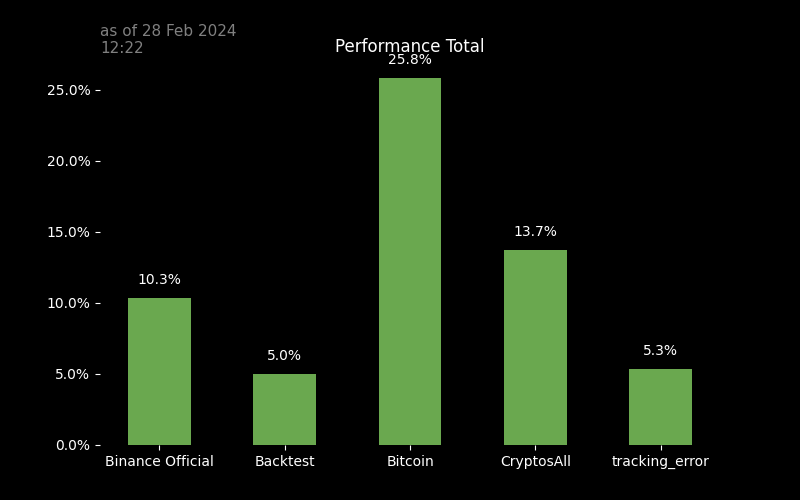 as of 28 Feb 2024
12:22
Performance Total
25.8%
25.0%
20.0%
15.0%
13.7%
10.3%
10.0%
5.0%
5.3%
5.0%
0.0%
Binance Official
Backtest
Bitcoin
CryptosAll
tracking_error